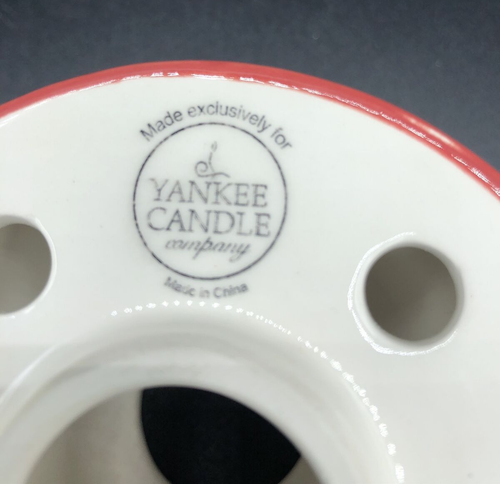 Made exclusively for
YANKEE
CANDLE
company
Made in China